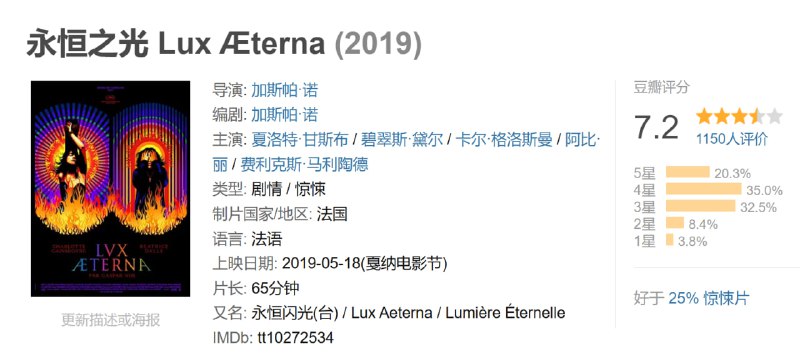 永恒之光 Lux Æterna (2019)
CHARLOTTE
GAINSBOURG
BEATRICE
DALLE
LVX
ÆTERNA
PAR GASPAR NOÉ
更新描述或海报
导演: 加斯帕·诺
编剧: 加斯帕·诺
主演: 夏洛特·甘斯布 / 碧翠斯·黛尔 / 卡尔·格洛斯曼 / 阿比·
丽 / 费利克斯·马利陶德
类型: 剧情 / 惊悚
制片国家/地区: 法国
语言: 法语
上映日期: 2019-05-18(戛纳电影节)
片长: 65分钟
又名: 永恒闪光(台) / Lux Aeterna / Lumière Éternelle
IMDb: tt10272534
豆瓣评分
7.2
1150人评价
5星 20.3%
4星 35.0%
3星 32.5%
2星 8.4%
1星 3.8%
好于 25% 惊悚片